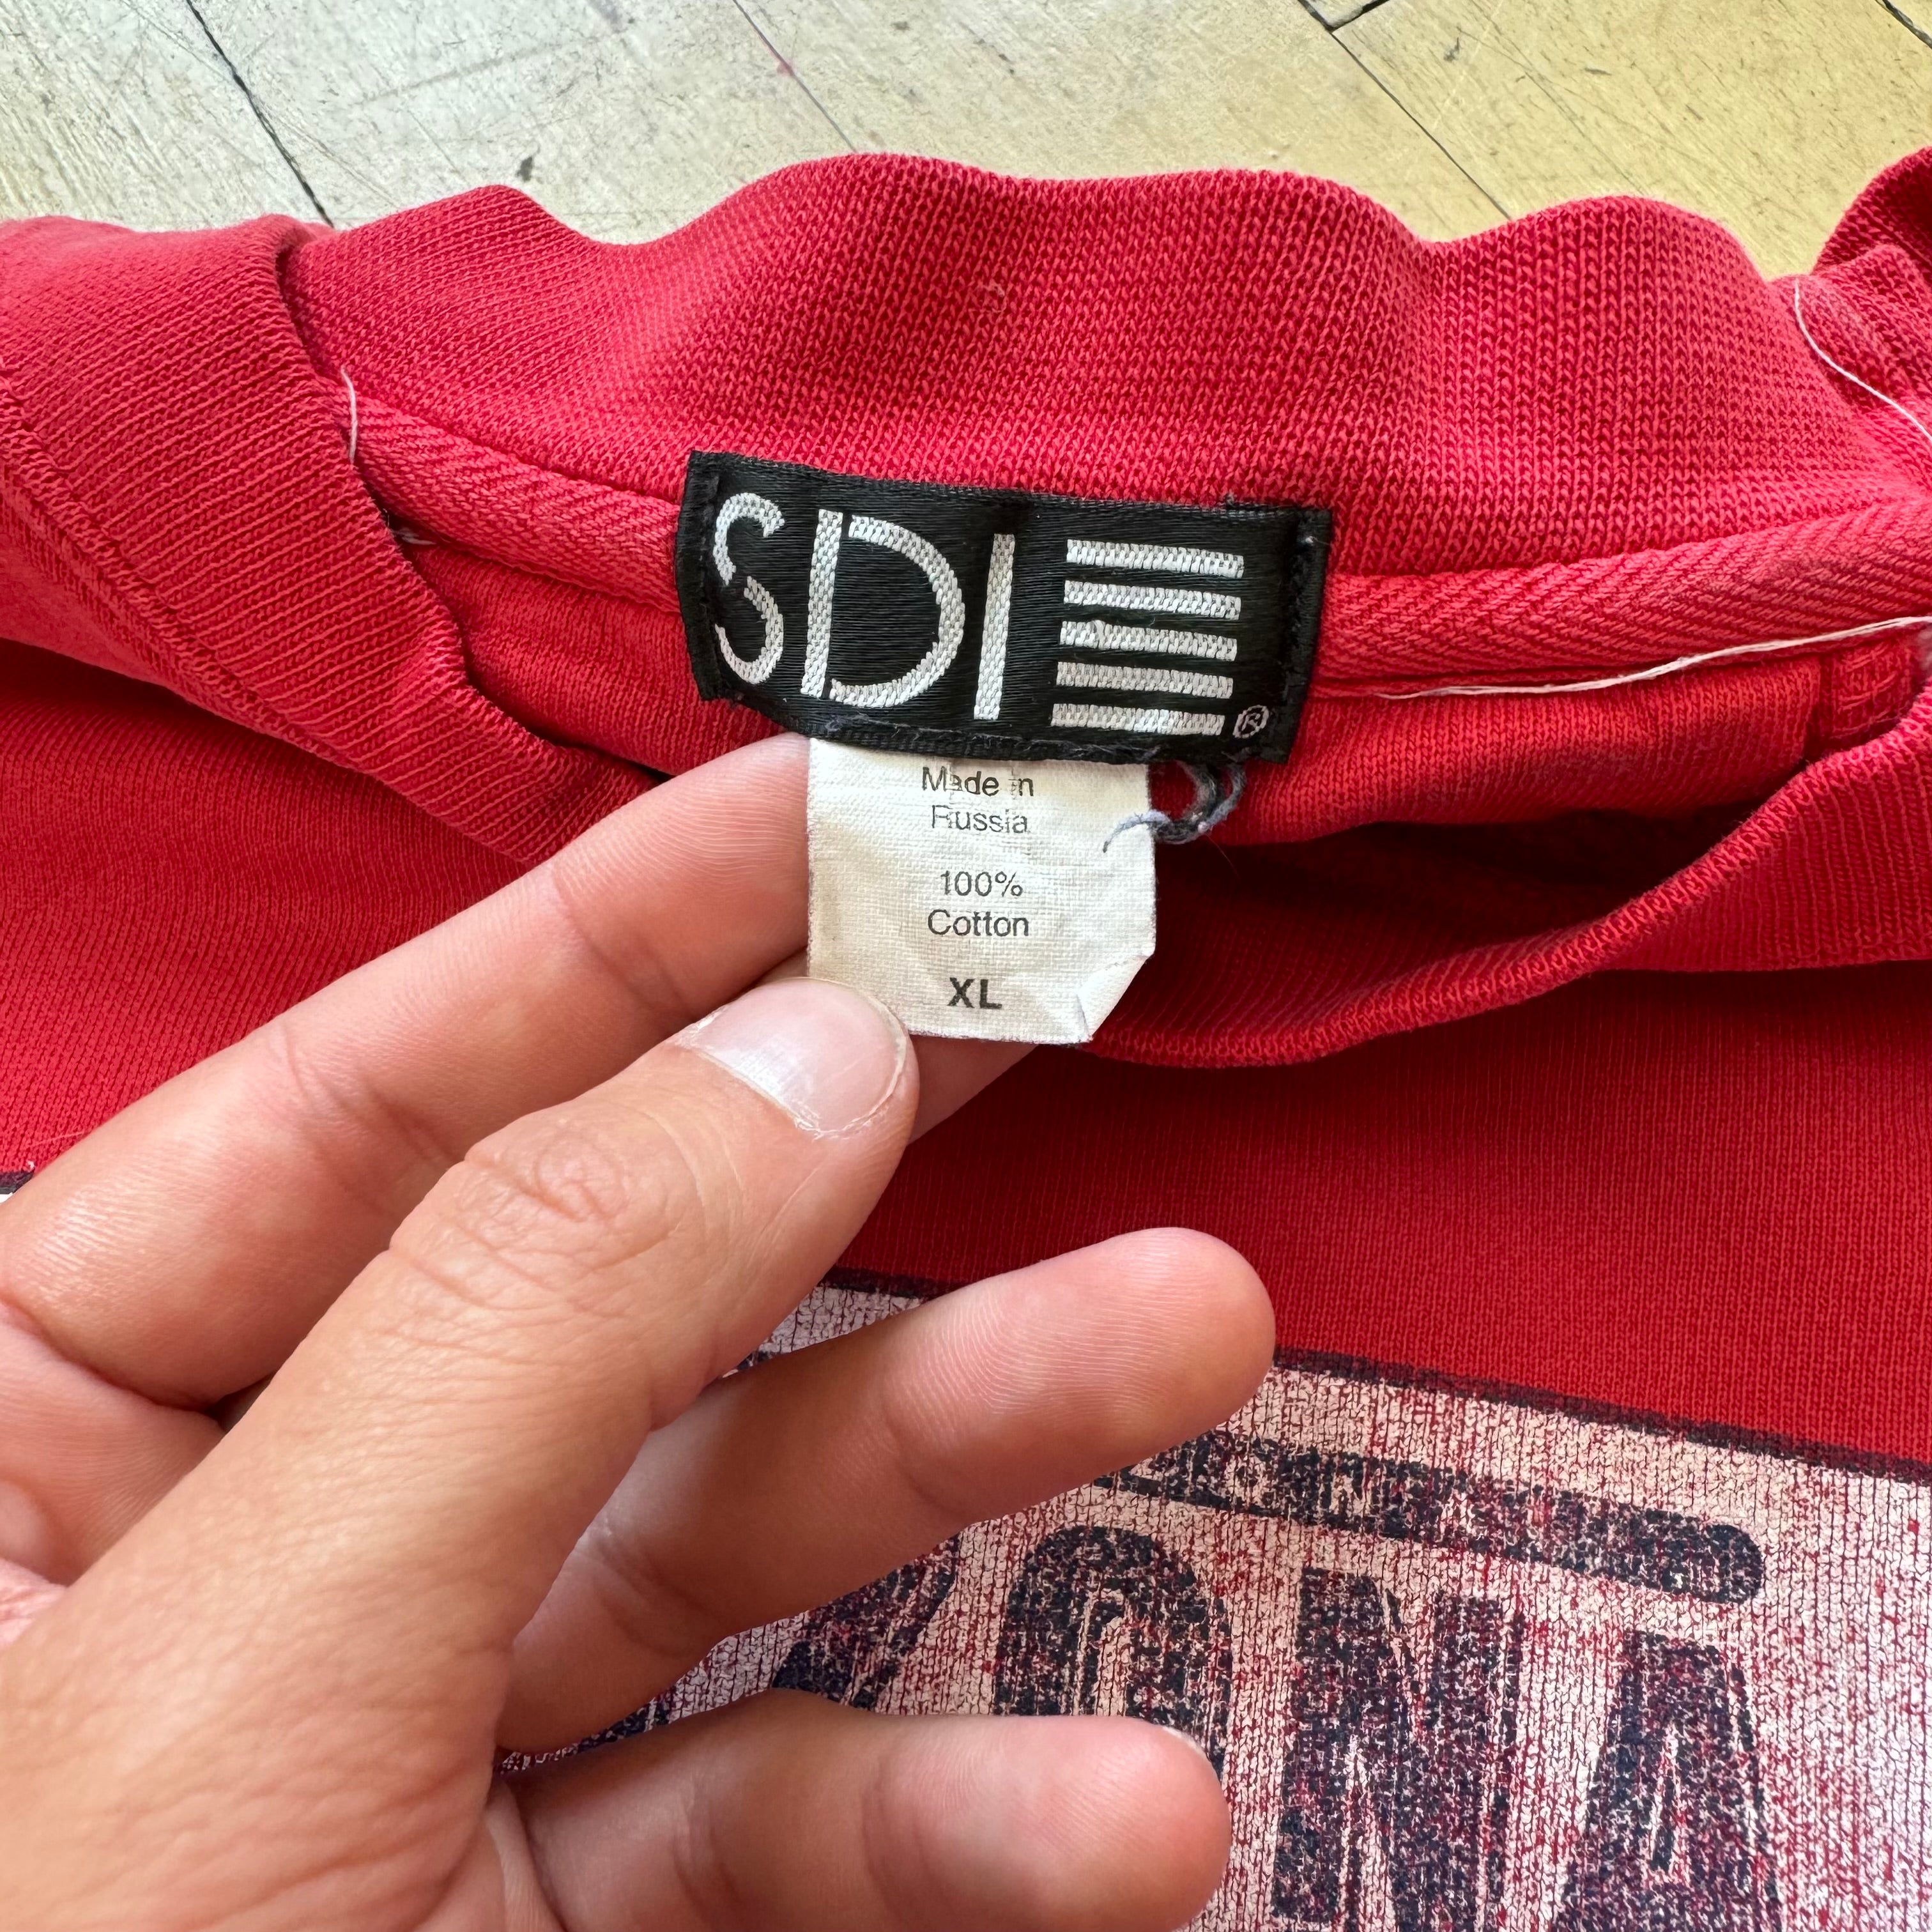 SDI
®
Made in
Russia
100%
Cotton
XL